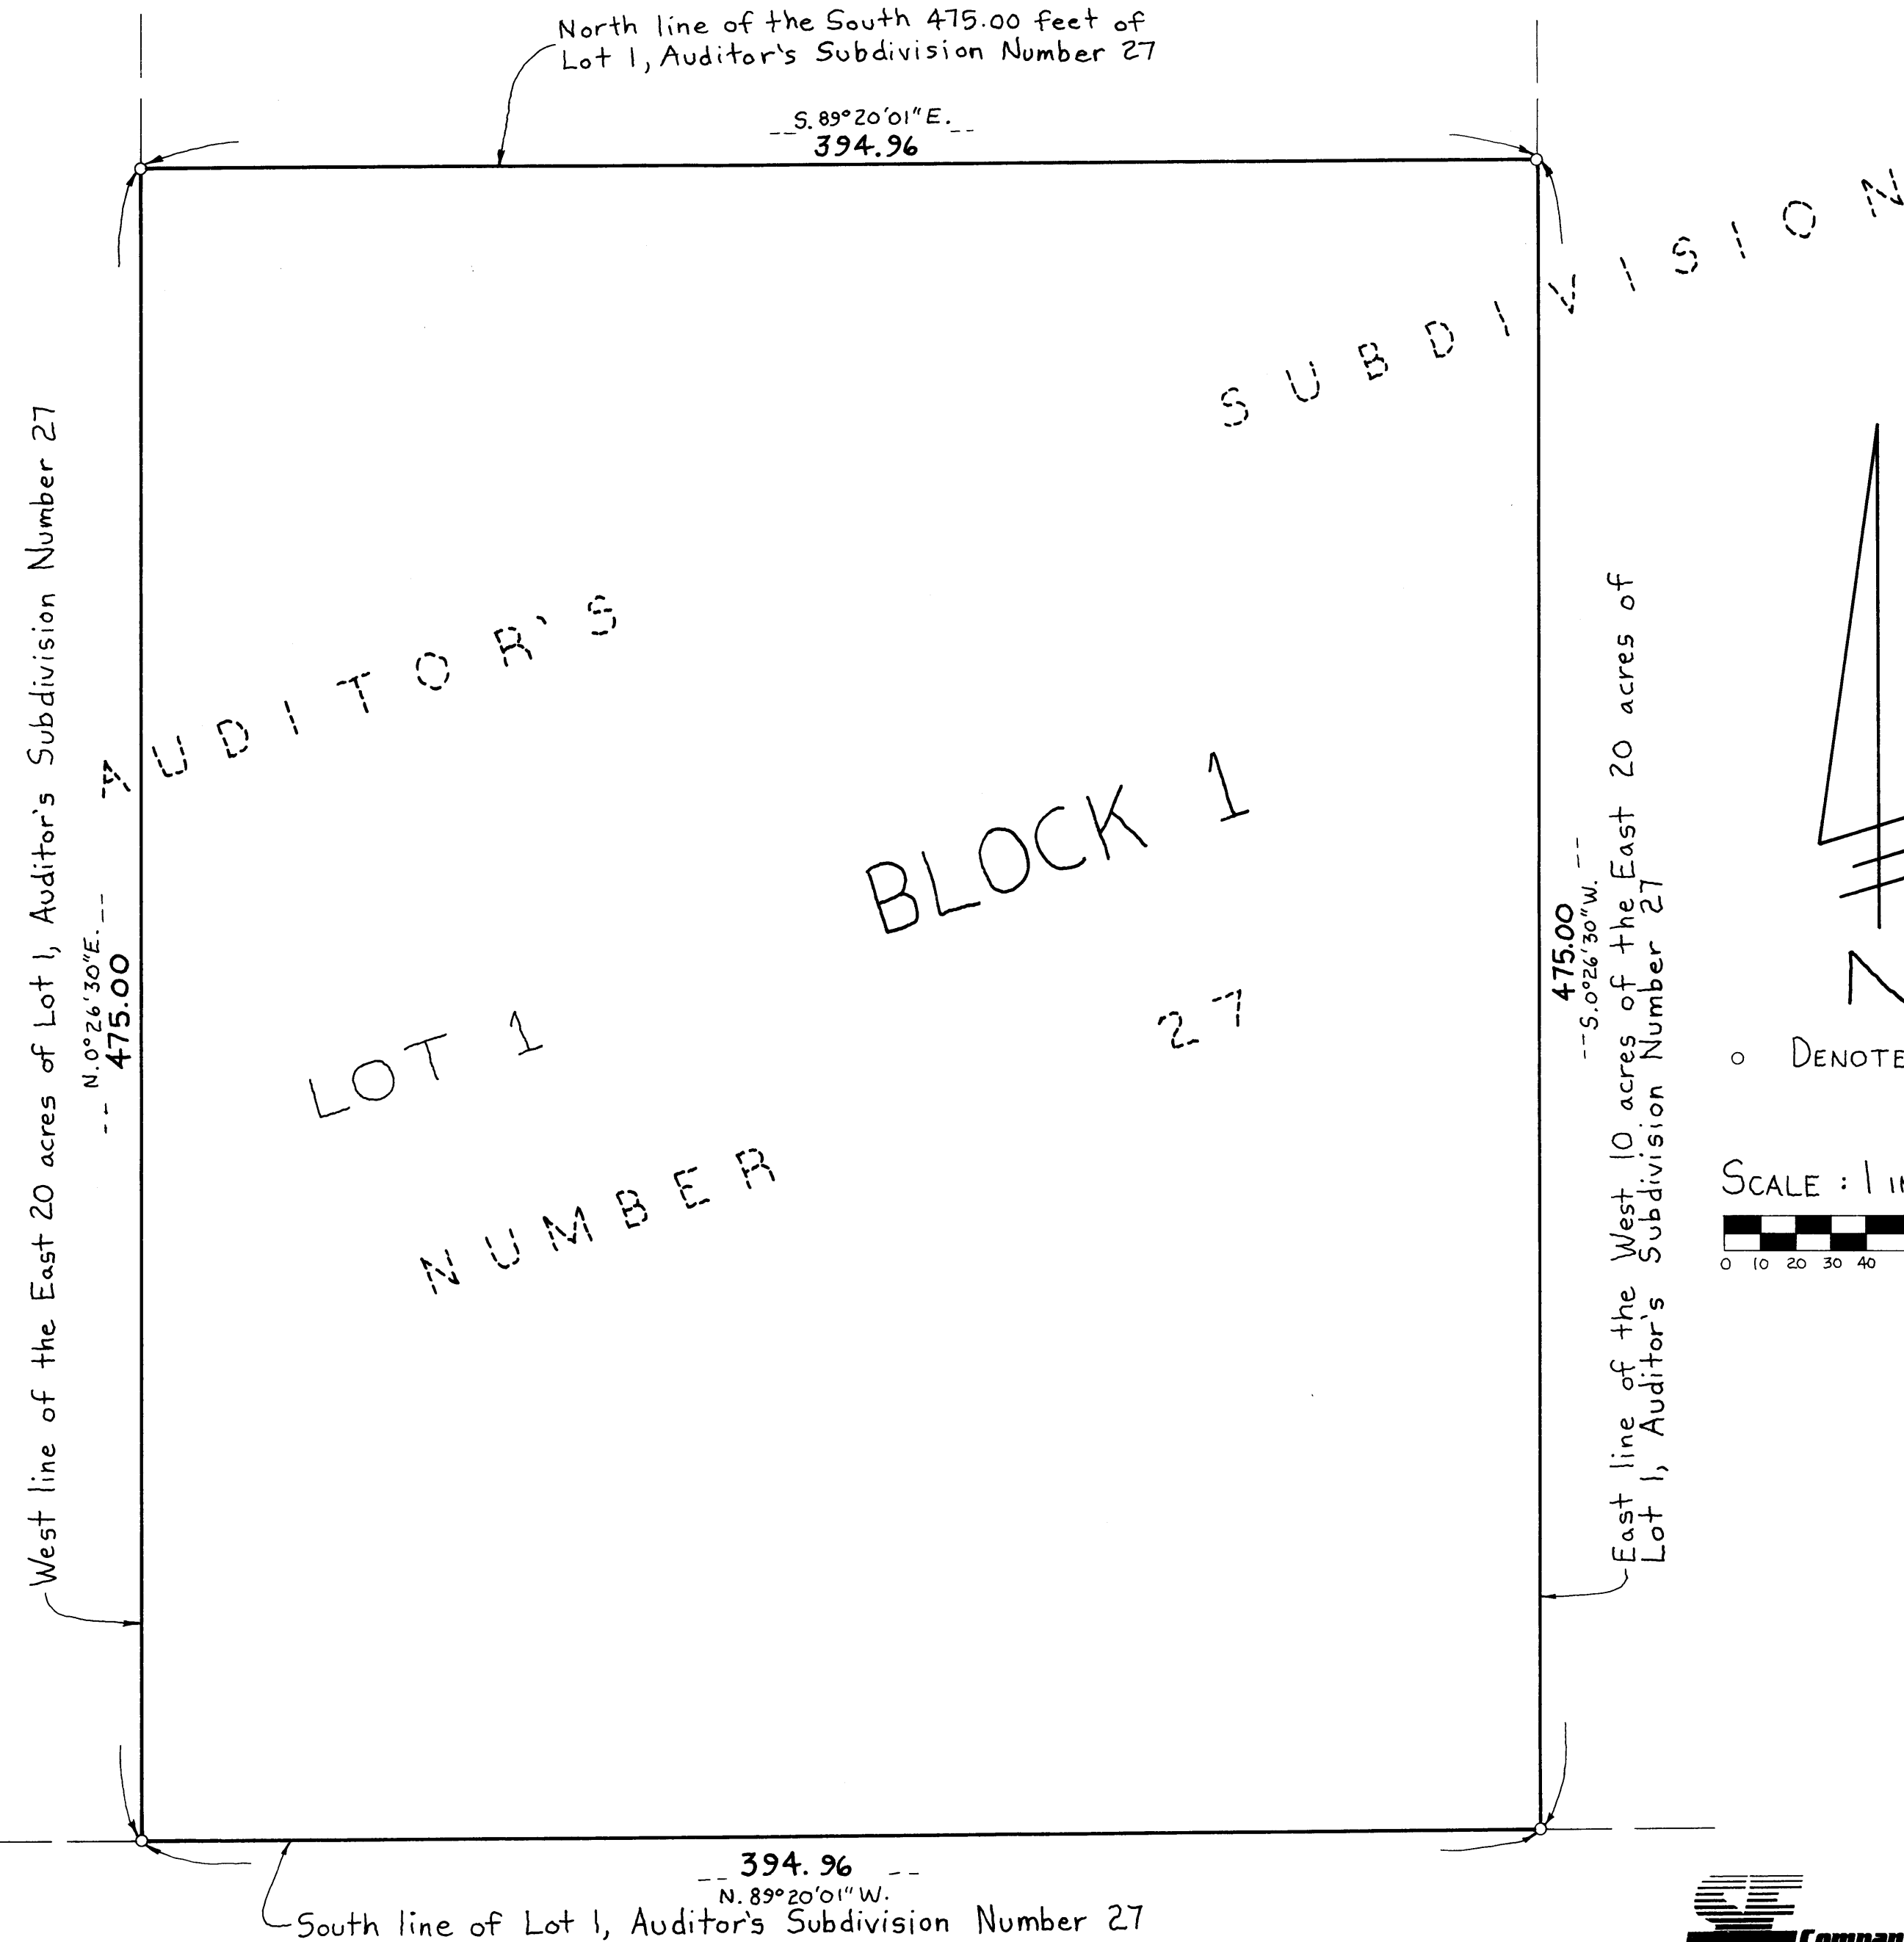 North line of the South 475.00 feet of
Lot 1, Auditor's Subdivision Number 27
S. 89°20'01"E.
394.96
West line of the East 20 acres of Lot 1, Auditor's Subdivision Number 27
N. 0°26'30"E.
475.00
AUDITOR'S
SUBDIVISION
BLOCK 1
LOT 1
NUMBER
27
475.00
S. 0°26'30"W.
East line of the West 10 acres of the East 20 acres of
Lot 1, Auditor's Subdivision Number 27
N
o DENOTE
SCALE : 1 IN
0 10 20 30 40
394.96
N. 89°20'01"W.
South line of Lot 1, Auditor's Subdivision Number 27